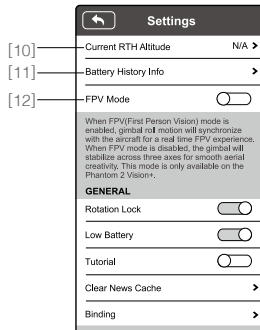 Settings
[10] Current RTH Altitude N/A >
[11] Battery History Info >
[12] FPV Mode
When FPV(First Person Vision) mode is
enabled, gimbal roll motion will synchronize
with the aircraft for a real time FPV experience.
When FPV mode is disabled, the gimbal will
stabilize across three axes for smooth aerial
creativity. This mode is only available on the
Phantom 2 Vision+.
GENERAL
Rotation Lock
Low Battery
Tutorial
Clear News Cache >
Binding >